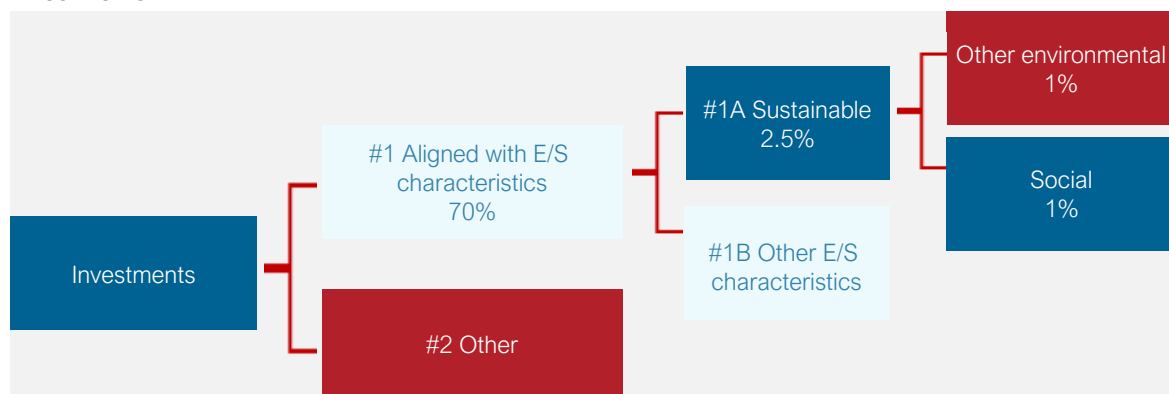 Other environmental
1%
#1A Sustainable
2.5%
#1 Aligned with E/S
characteristics
70%
Social
1%
#1B Other E/S
characteristics
Investments
#2 Other